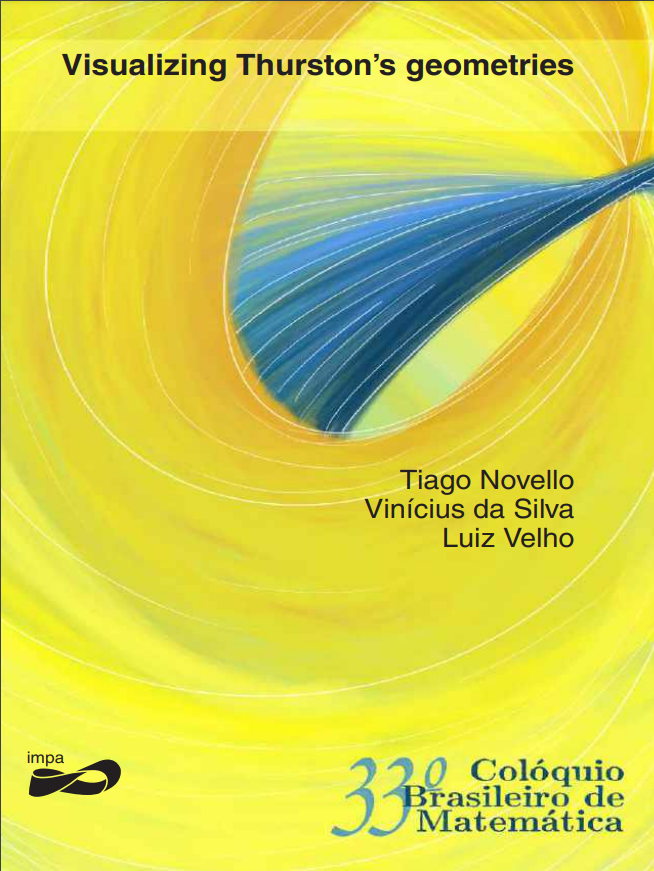 Visualizing Thurston's geometries
Tiago Novello
Vinícius da Silva
Luiz Velho
impa
33º Colóquio
Brasileiro de
Matemática